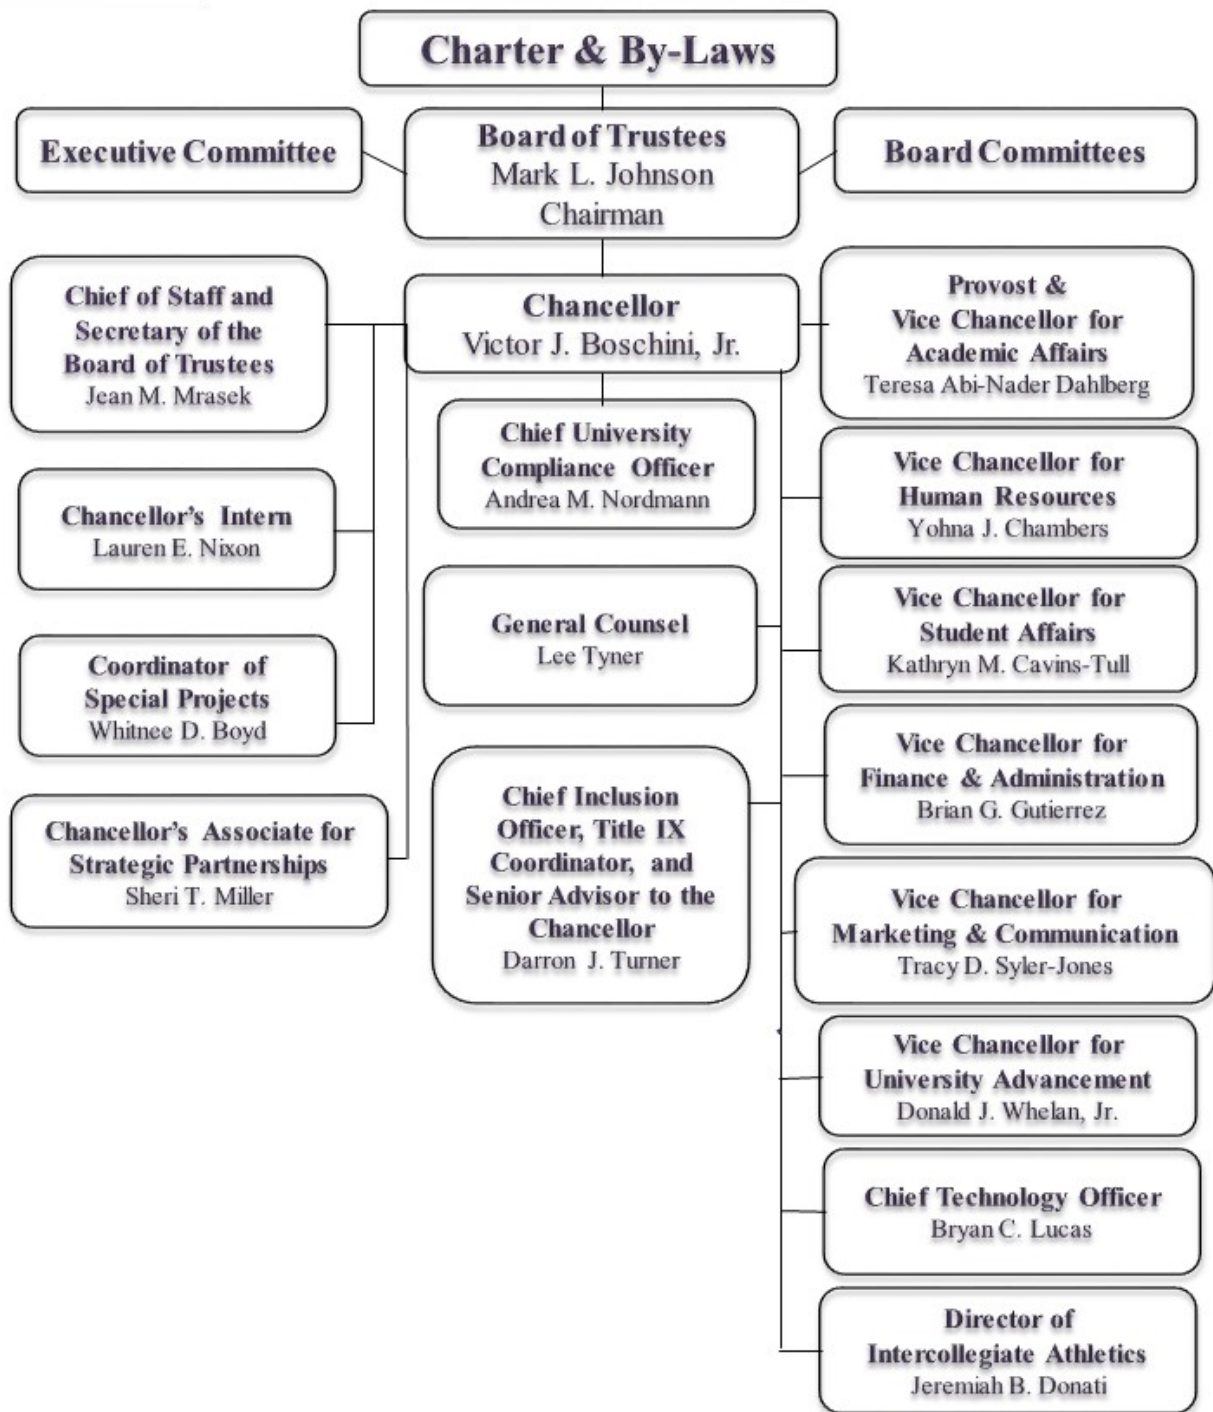 Charter & By-Laws
Executive Committee
Board of Trustees
Mark L. Johnson
Chairman
Board Committees
Chief of Staff and
Secretary of the
Board of Trustees
Jean M. Mrasek
Chancellor
Victor J. Boschini, Jr.
Provost &
Vice Chancellor for
Academic Affairs
Teresa Abi-Nader Dahlberg
Chief University
Compliance Officer
Andrea M. Nordmann
Vice Chancellor for
Human Resources
Yohna J. Chambers
Chancellor's Intern
Lauren E. Nixon
General Counsel
Lee Tyner
Vice Chancellor for
Student Affairs
Kathryn M. Cavins-Tull
Coordinator of
Special Projects
Whitnee D. Boyd
Vice Chancellor for
Finance & Administration
Brian G. Gutierrez
Chancellor's Associate for
Strategic Partnerships
Sheri T. Miller
Chief Inclusion
Officer, Title IX
Coordinator, and
Senior Advisor to the
Chancellor
Darron J. Turner
Vice Chancellor for
Marketing & Communication
Tracy D. Syler-Jones
Vice Chancellor for
University Advancement
Donald J. Whelan, Jr.
Chief Technology Officer
Bryan C. Lucas
Director of
Intercollegiate Athletics
Jeremiah B. Donati